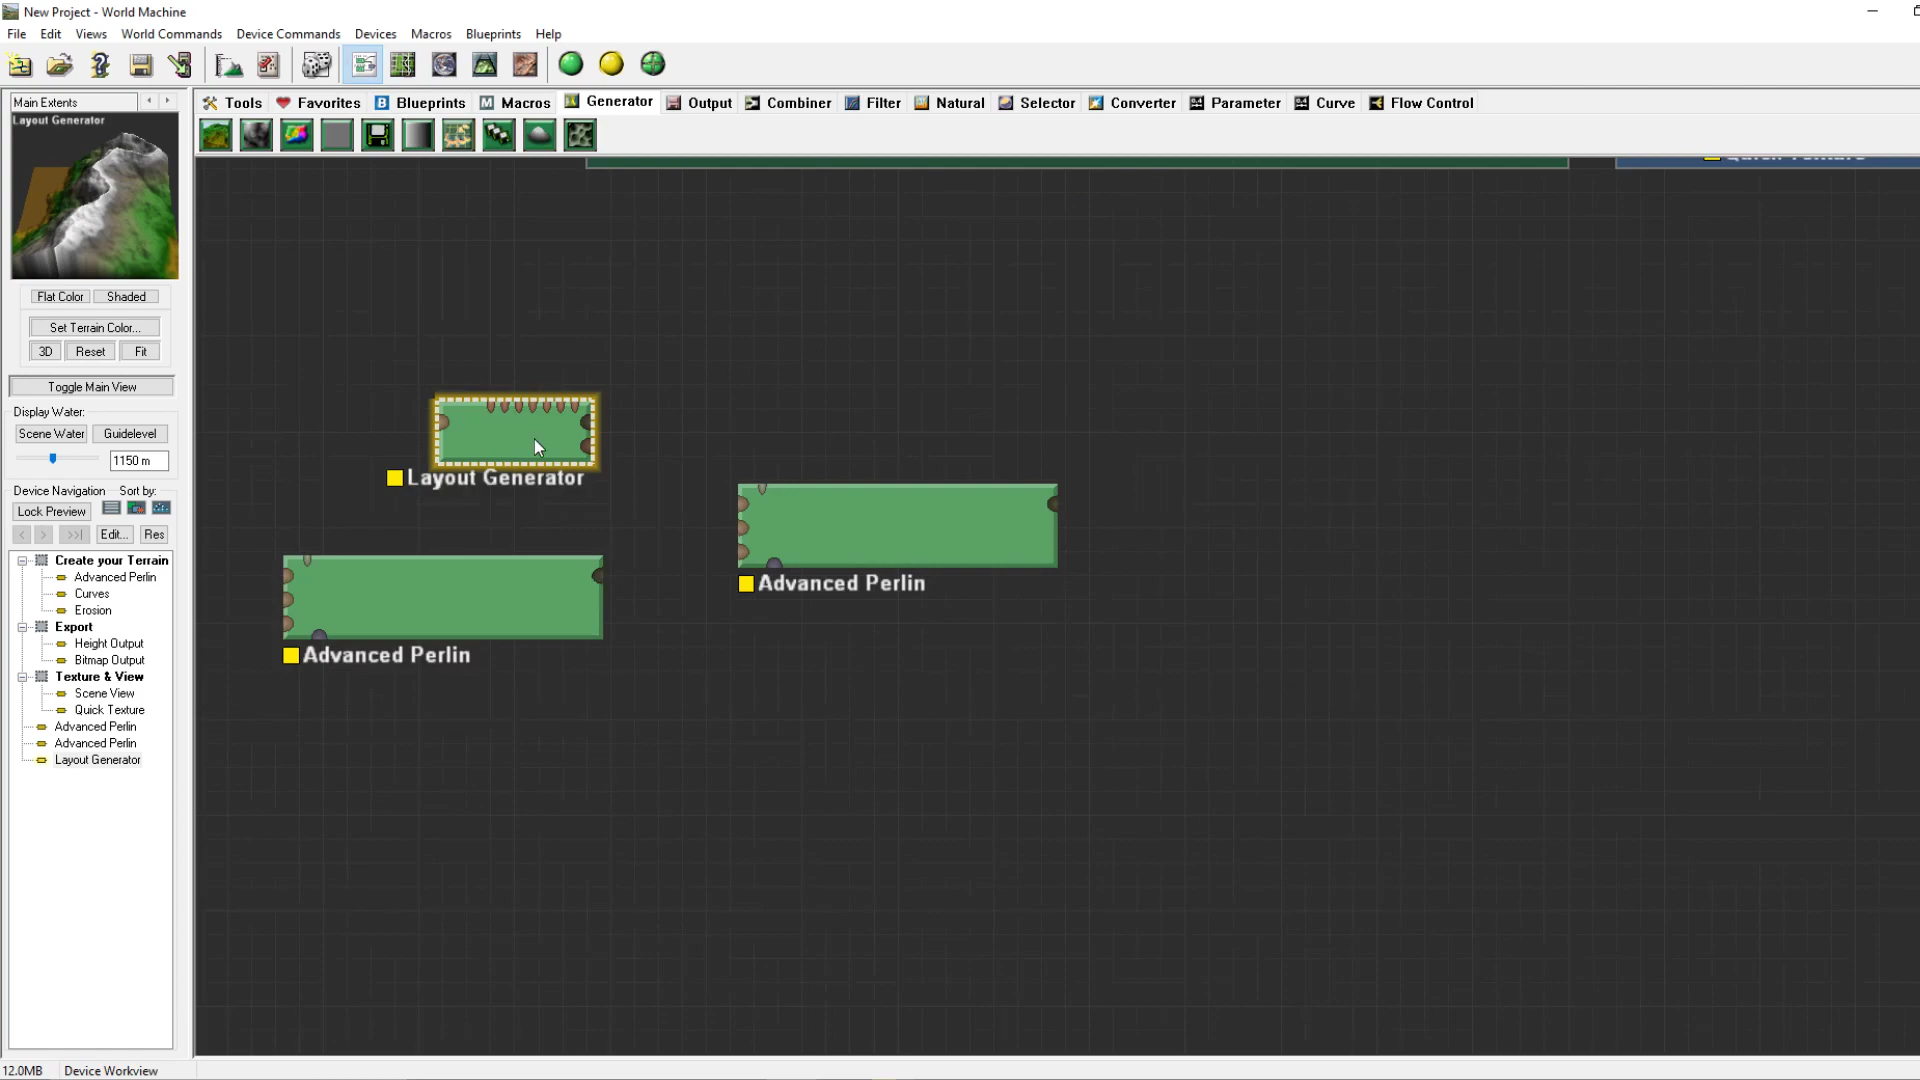 New Project - World Machine
File Edit Views World Commands Device Commands Devices Macros Blueprints Help
Main Extents
Tools Favorites Blueprints Macros Generator Output Combiner Filter Natural Selector Converter Parameter Curve Flow Control
Layout Generator
Quick Texture
Flat Color Shaded
Set Terrain Color...
3D Reset Fit
Toggle Main View
Display Water:
Scene Water Guidelevel
1150 m
Device Navigation Sort by:
Lock Preview
< > >>| Edit... Res
Create your Terrain
Advanced Perlin
Curves
Erosion
Export
Height Output
Bitmap Output
Texture & View
Scene View
Quick Texture
Advanced Perlin
Advanced Perlin
Layout Generator
Layout Generator
Advanced Perlin
Advanced Perlin
12.0MB Device Workview